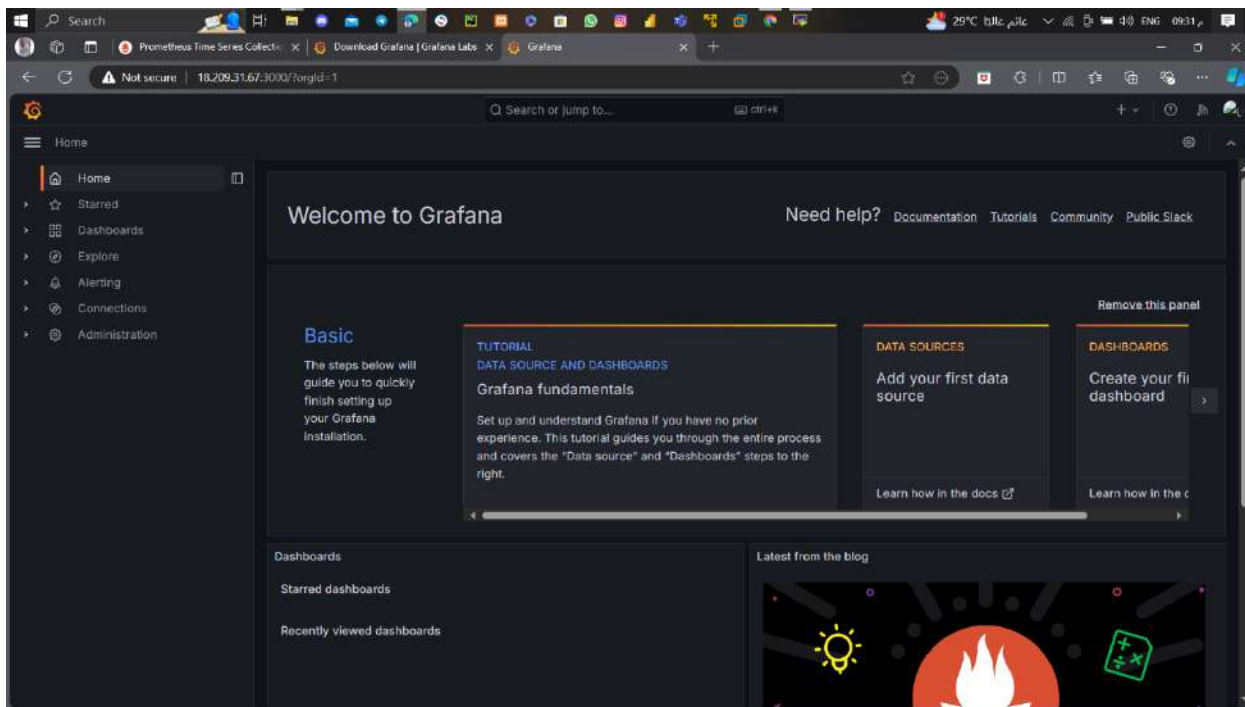 Search
29°C غائم غالبًا ENG 09:31 م
Prometheus Time Series Collectio
Download Grafana | Grafana Labs
Grafana
Not secure 18.209.31.67:3000/?orgId=1
Search or jump to... ctrl+k
Home
Home
Starred
Dashboards
Explore
Alerting
Connections
Administration
Welcome to Grafana
Need help? Documentation Tutorials Community Public Slack
Remove this panel
Basic
The steps below will
guide you to quickly
finish setting up
your Grafana
installation.
TUTORIAL
DATA SOURCE AND DASHBOARDS
Grafana fundamentals
Set up and understand Grafana if you have no prior
experience. This tutorial guides you through the entire process
and covers the "Data source" and "Dashboards" steps to the
right.
DATA SOURCES
Add your first data
source
Learn how in the docs
DASHBOARDS
Create your fi
dashboard
Learn how in the
Dashboards
Starred dashboards
Recently viewed dashboards
Latest from the blog